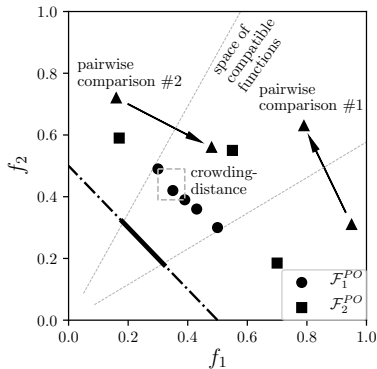 1.0
0.8
0.6
0.4
0.2
0.0
f₂
pairwise
comparison #2
space of
compatible
functions
pairwise
comparison #1
crowding-
distance
ℱ₁ᴾᴼ
ℱ₂ᴾᴼ
0.0 0.2 0.4 0.6 0.8 1.0
f₁